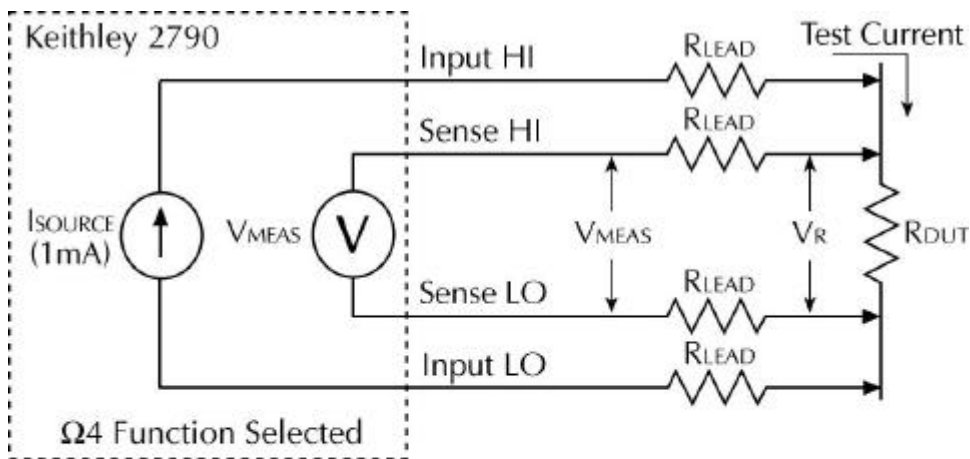 Keithley 2790
Input HI
RLEAD
Test Current
Sense HI
RLEAD
ISOURCE
(1mA)
VMEAS
V
VMEAS
VR
RDUT
Sense LO
RLEAD
Input LO
RLEAD
Ω4 Function Selected